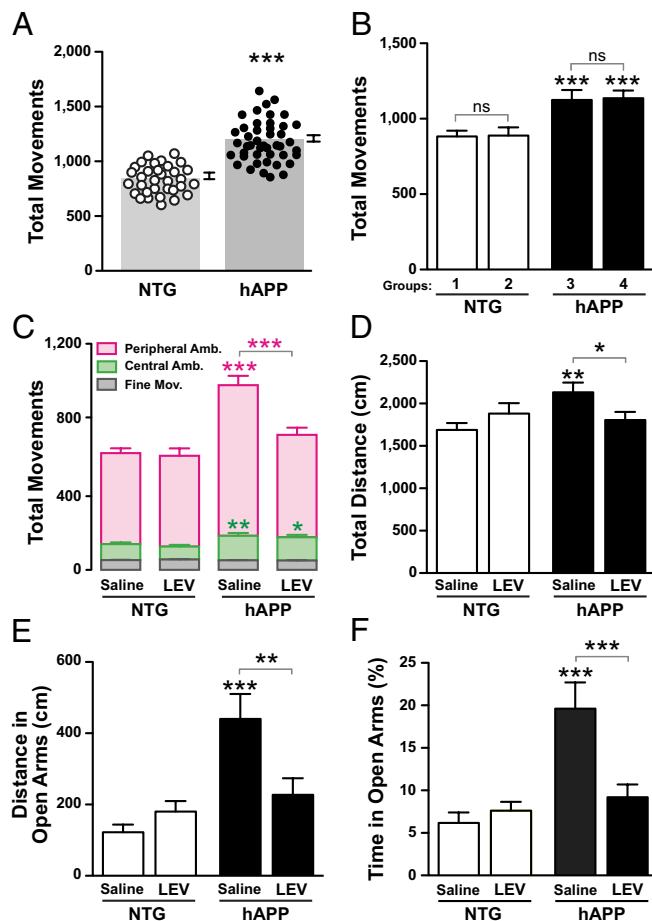 A
Total Movements
2,000
1,500
1,000
500
0
***
NTG
hAPP
B
Total Movements
1,500
1,000
500
0
ns
ns
***
***
Groups:
1
2
3
4
NTG
hAPP
C
Total Movements
1,200
800
400
0
Peripheral Amb.
Central Amb.
Fine Mov.
***
***
**
*
Saline
LEV
Saline
LEV
NTG
hAPP
D
Total Distance (cm)
2,500
2,000
1,500
1,000
500
0
*
**
Saline
LEV
Saline
LEV
NTG
hAPP
E
Distance in
Open Arms (cm)
600
400
200
0
**
***
Saline
LEV
Saline
LEV
NTG
hAPP
F
Time in Open Arms (%)
25
20
15
10
5
0
***
***
Saline
LEV
Saline
LEV
NTG
hAPP